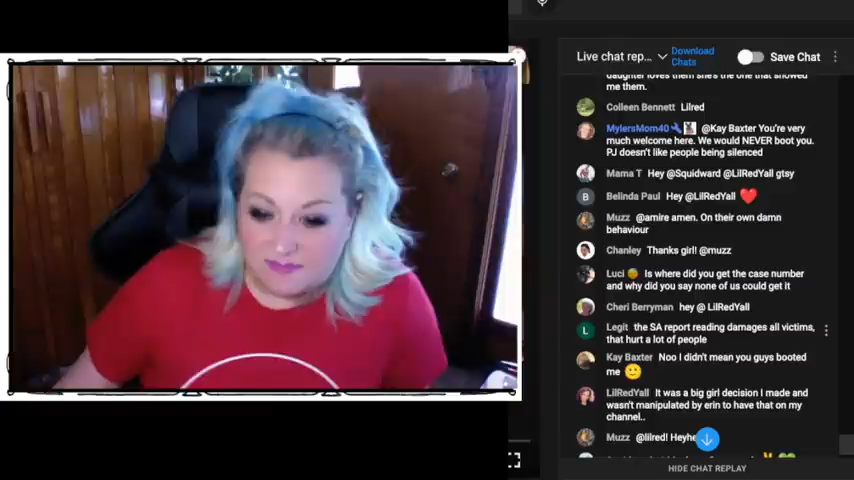 Live chat rep...
Download
Chats
Save Chat
daughter loves them she's the one that showed
me them.
Colleen Bennett Lilred
MylersMom40 @Kay Baxter You're very
much welcome here. We would NEVER boot you.
PJ doesn't like people being silenced
Mama T Hey @Squidward @LilRedYall gtsy
B Belinda Paul Hey @LilRedYall ❤️
Muzz @amire amen. On their own damn
behaviour
Chanley Thanks girl! @muzz
Luci Is where did you get the case number
and why did you say none of us could get it
Cheri Berryman hey @ LilRedYall
L Legit the SA report reading damages all victims,
that hurt a lot of people
Kay Baxter Noo I didn't mean you guys booted
me 🙂
LilRedYall It was a big girl decision I made and
wasn't manipulated by erin to have that on my
channel..
Muzz @lilred! Heyhe
HIDE CHAT REPLAY